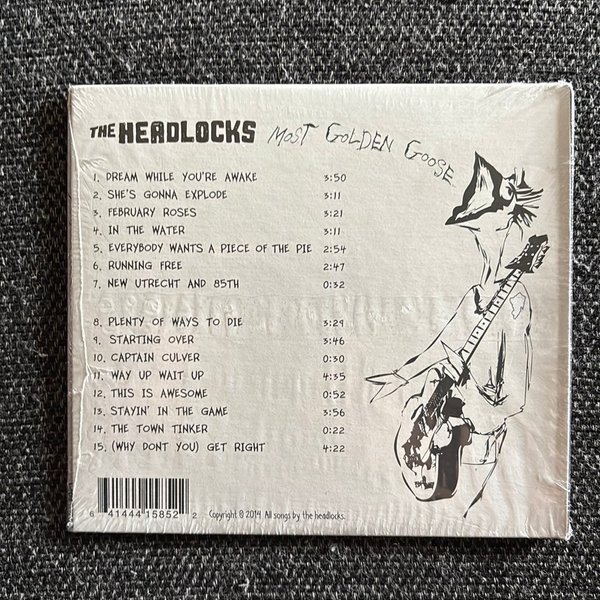 THE HEADLOCKS MOST GOLDEN GOOSE
1. DREAM WHILE YOU'RE AWAKE 3:50
2. SHE'S GONNA EXPLODE 3:11
3. FEBRUARY ROSES 3:21
4. IN THE WATER 3:11
5. EVERYBODY WANTS A PIECE OF THE PIE 2:54
6. RUNNING FREE 2:47
7. NEW UTRECHT AND 85TH 0:32
8. PLENTY OF WAYS TO DIE 3:29
9. STARTING OVER 3:46
10. CAPTAIN CULVER 0:30
11. WAY UP WAIT UP 4:35
12. THIS IS AWESOME 0:52
13. STAYIN' IN THE GAME 3:56
14. THE TOWN TINKER 0:22
15. (WHY DONT YOU) GET RIGHT 4:22
6 41444 15852 2 Copyright © 2014 All songs by the headlocks.